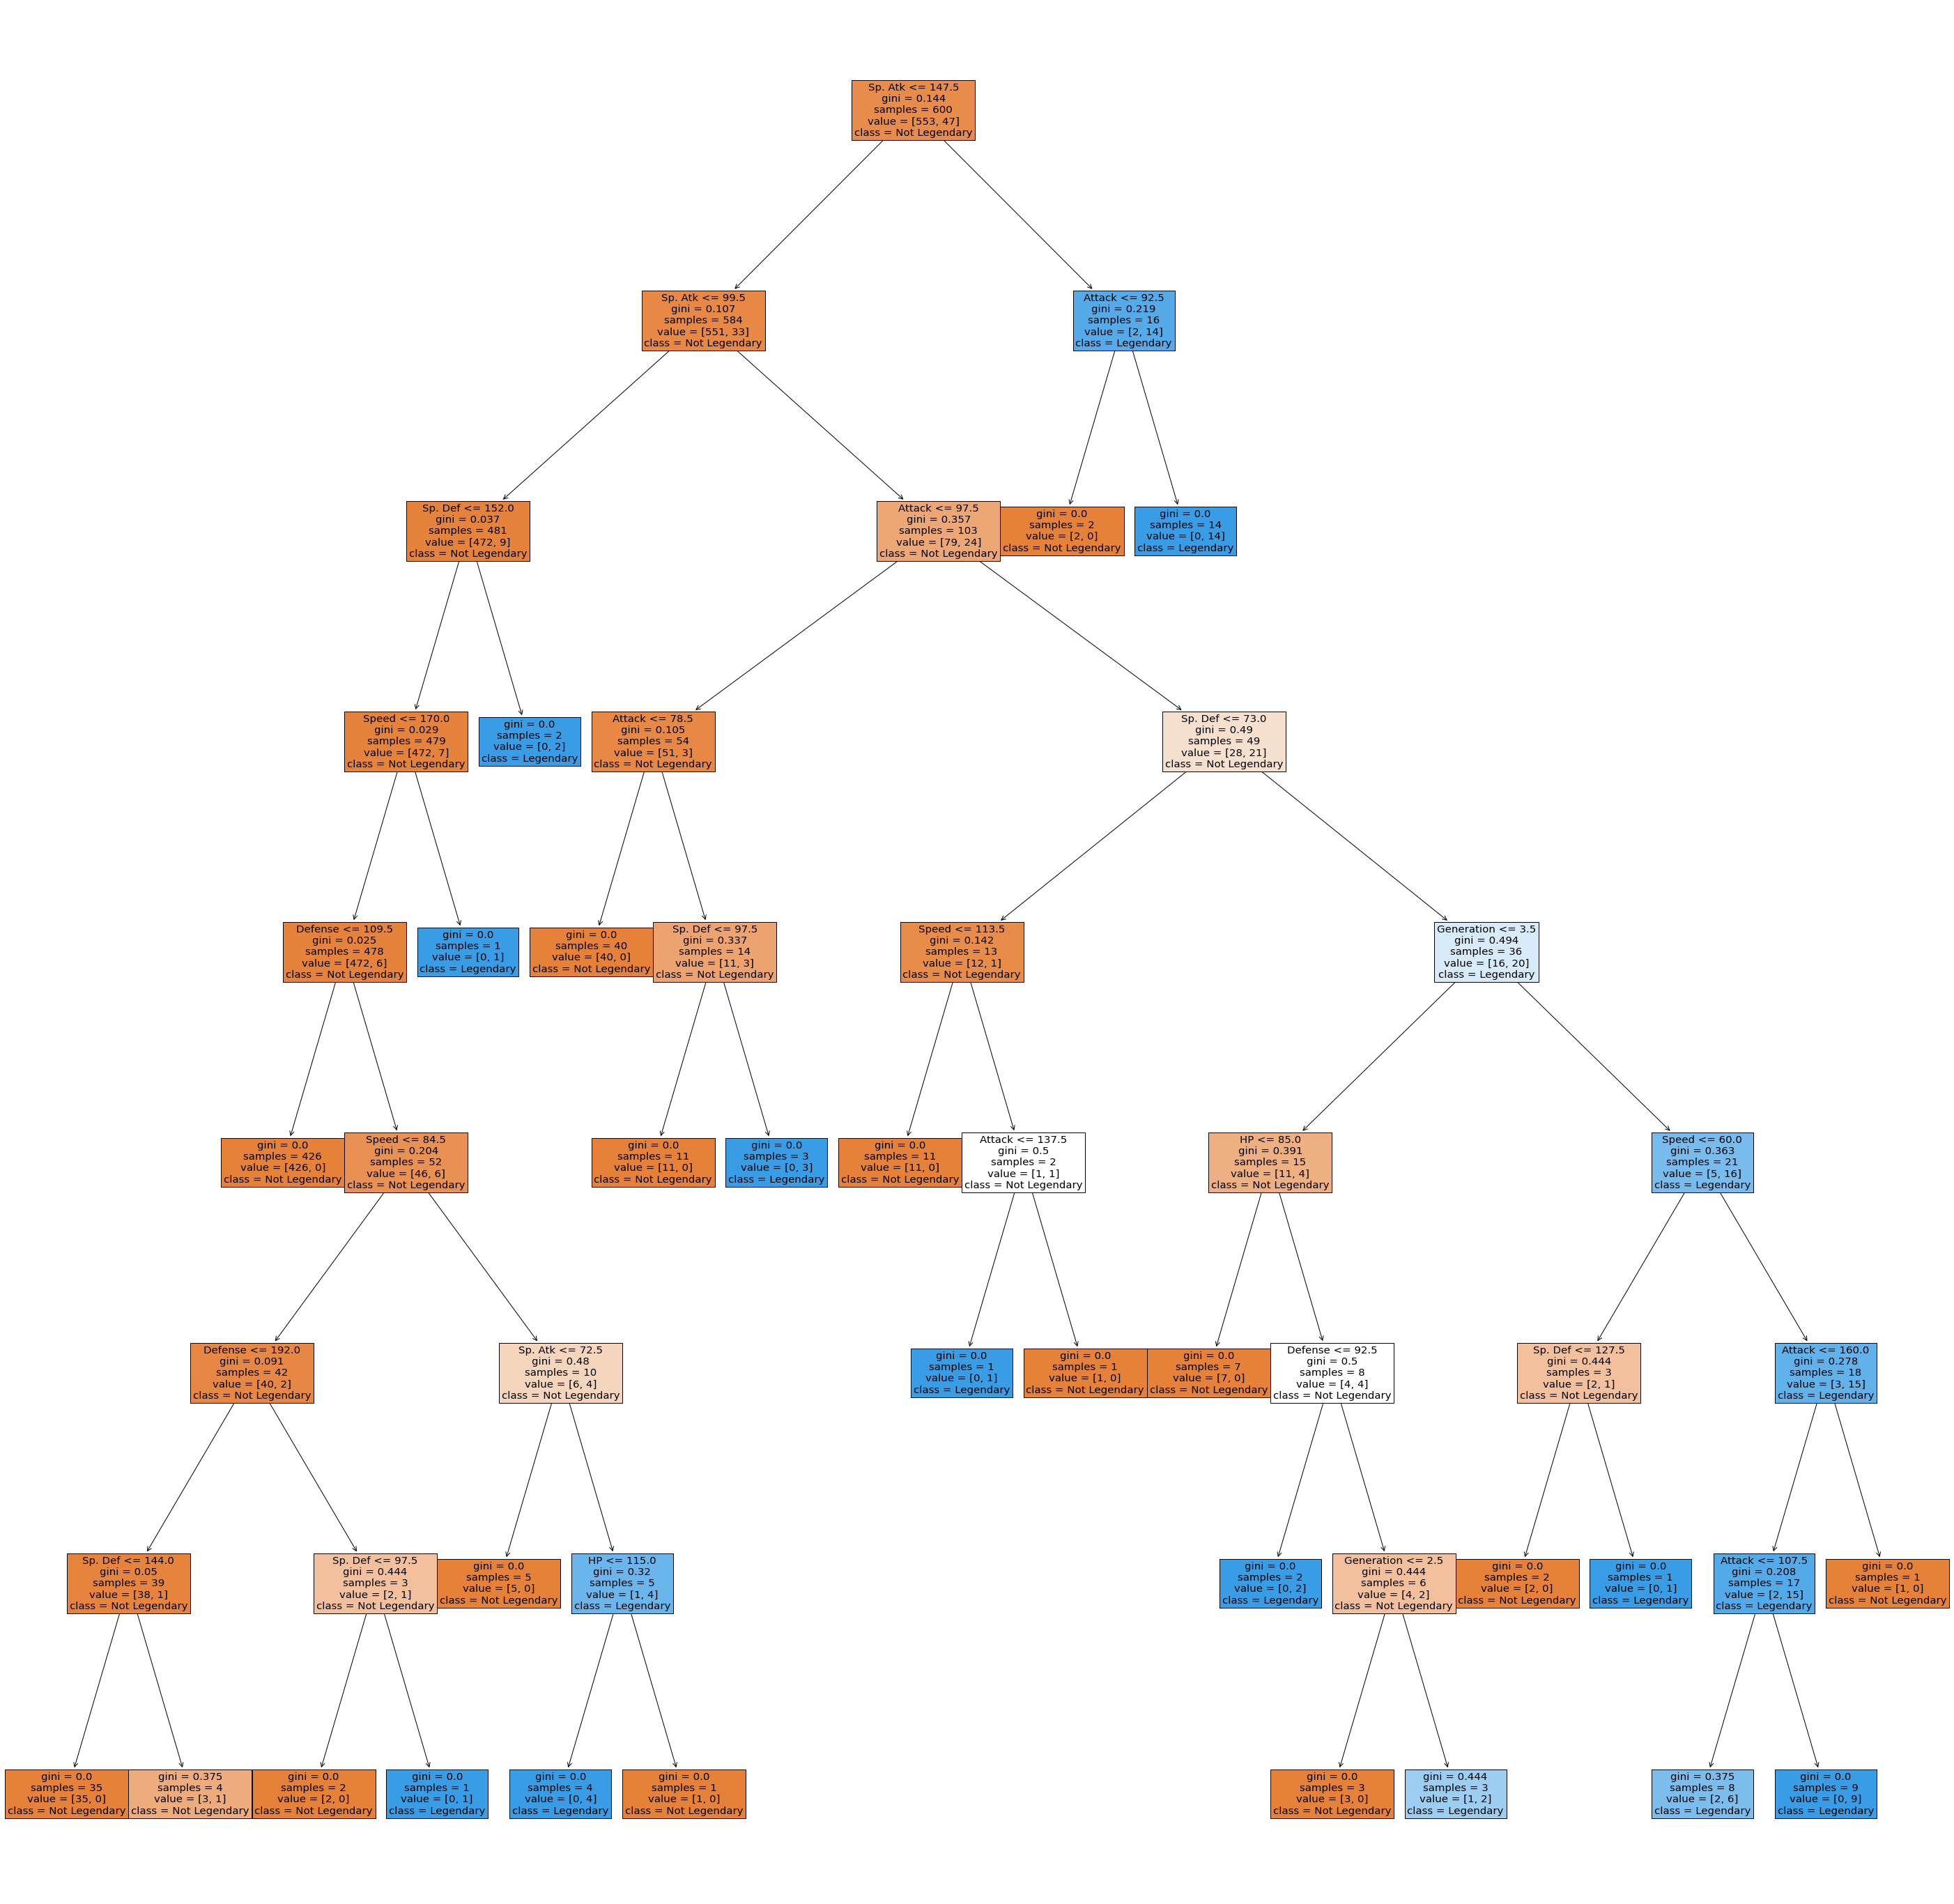 Sp. Atk <= 147.5
gini = 0.144
samples = 600
value = [553, 47]
class = Not Legendary
Sp. Atk <= 99.5
gini = 0.107
samples = 584
value = [551, 33]
class = Not Legendary
Attack <= 92.5
gini = 0.219
samples = 16
value = [2, 14]
class = Legendary
Sp. Def <= 152.0
gini = 0.037
samples = 481
value = [472, 9]
class = Not Legendary
Attack <= 97.5
gini = 0.357
samples = 103
value = [79, 24]
class = Not Legendary
gini = 0.0
samples = 2
value = [2, 0]
class = Not Legendary
gini = 0.0
samples = 14
value = [0, 14]
class = Legendary
Speed <= 170.0
gini = 0.029
samples = 479
value = [472, 7]
class = Not Legendary
gini = 0.0
samples = 2
value = [0, 2]
class = Legendary
Attack <= 78.5
gini = 0.105
samples = 54
value = [51, 3]
class = Not Legendary
Sp. Def <= 73.0
gini = 0.49
samples = 49
value = [28, 21]
class = Not Legendary
Defense <= 109.5
gini = 0.025
samples = 478
value = [472, 6]
class = Not Legendary
gini = 0.0
samples = 1
value = [0, 1]
class = Legendary
gini = 0.0
samples = 40
value = [40, 0]
class = Not Legendary
Sp. Def <= 97.5
gini = 0.337
samples = 14
value = [11, 3]
class = Not Legendary
Speed <= 113.5
gini = 0.142
samples = 13
value = [12, 1]
class = Not Legendary
Generation <= 3.5
gini = 0.494
samples = 36
value = [16, 20]
class = Legendary
gini = 0.0
samples = 426
value = [426, 0]
class = Not Legendary
Speed <= 84.5
gini = 0.204
samples = 52
value = [46, 6]
class = Not Legendary
gini = 0.0
samples = 11
value = [11, 0]
class = Not Legendary
gini = 0.0
samples = 3
value = [0, 3]
class = Legendary
gini = 0.0
samples = 11
value = [11, 0]
class = Not Legendary
Attack <= 137.5
gini = 0.5
samples = 2
value = [1, 1]
class = Not Legendary
HP <= 85.0
gini = 0.391
samples = 15
value = [11, 4]
class = Not Legendary
Speed <= 60.0
gini = 0.363
samples = 21
value = [5, 16]
class = Legendary
Defense <= 192.0
gini = 0.091
samples = 42
value = [40, 2]
class = Not Legendary
Sp. Atk <= 72.5
gini = 0.48
samples = 10
value = [6, 4]
class = Not Legendary
gini = 0.0
samples = 1
value = [0, 1]
class = Legendary
gini = 0.0
samples = 1
value = [1, 0]
class = Not Legendary
gini = 0.0
samples = 7
value = [7, 0]
class = Not Legendary
Defense <= 92.5
gini = 0.5
samples = 8
value = [4, 4]
class = Not Legendary
Sp. Def <= 127.5
gini = 0.444
samples = 3
value = [2, 1]
class = Not Legendary
Attack <= 160.0
gini = 0.278
samples = 18
value = [3, 15]
class = Legendary
Sp. Def <= 144.0
gini = 0.05
samples = 39
value = [38, 1]
class = Not Legendary
Sp. Def <= 97.5
gini = 0.444
samples = 3
value = [2, 1]
class = Not Legendary
gini = 0.0
samples = 5
value = [5, 0]
class = Not Legendary
HP <= 115.0
gini = 0.32
samples = 5
value = [1, 4]
class = Legendary
gini = 0.0
samples = 2
value = [0, 2]
class = Legendary
Generation <= 2.5
gini = 0.444
samples = 6
value = [4, 2]
class = Not Legendary
gini = 0.0
samples = 2
value = [2, 0]
class = Not Legendary
gini = 0.0
samples = 1
value = [0, 1]
class = Legendary
Attack <= 107.5
gini = 0.208
samples = 17
value = [2, 15]
class = Legendary
gini = 0.0
samples = 1
value = [1, 0]
class = Not Legendary
gini = 0.0
samples = 35
value = [35, 0]
class = Not Legendary
gini = 0.375
samples = 4
value = [3, 1]
class = Not Legendary
gini = 0.0
samples = 2
value = [2, 0]
class = Not Legendary
gini = 0.0
samples = 1
value = [0, 1]
class = Legendary
gini = 0.0
samples = 4
value = [0, 4]
class = Legendary
gini = 0.0
samples = 1
value = [1, 0]
class = Not Legendary
gini = 0.0
samples = 3
value = [3, 0]
class = Not Legendary
gini = 0.444
samples = 3
value = [1, 2]
class = Legendary
gini = 0.375
samples = 8
value = [2, 6]
class = Legendary
gini = 0.0
samples = 9
value = [0, 9]
class = Legendary